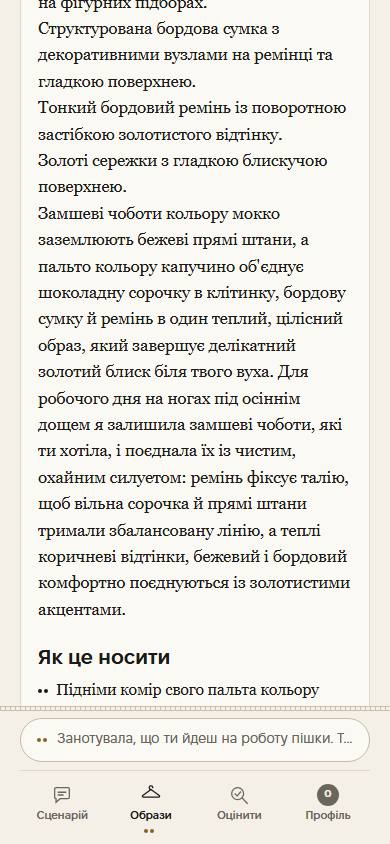 на фігурних підборах.
Структурована бордова сумка з
декоративними вузлами на ремінці та
гладкою поверхнею.
Тонкий бордовий ремінь із поворотною
застібкою золотистого відтінку.
Золоті сережки з гладкою блискучою
поверхнею.
Замшеві чоботи кольору мокко
заземлюють бежеві прямі штани, а
пальто кольору капучино об'єднує
шоколадну сорочку в клітинку, бордову
сумку й ремінь в один теплий, цілісний
образ, який завершує делікатний
золотий блиск біля твого вуха. Для
робочого дня на ногах під осіннім
дощем я залишила замшеві чоботи, які
ти хотіла, і поєднала їх із чистим,
охайним силуетом: ремінь фіксує талію,
щоб вільна сорочка й прямі штани
тримали збалансовану лінію, а теплі
коричневі відтінки, бежевий і бордовий
комфортно поєднуються із золотистими
акцентами.
Як це носити
Підніми комір свого пальта кольору
Занотувала, що ти йдеш на роботу пішки. Т...
Сценарій
Образи
Оцінити
О
Профіль